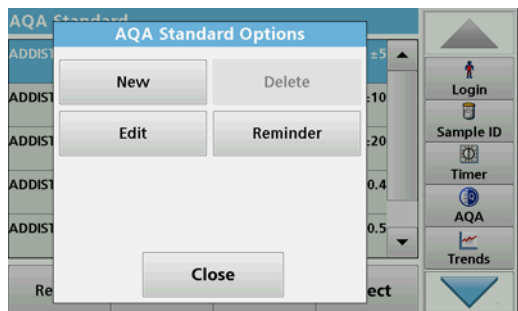 AQA Standard
AQA Standard Options
ADDIST
±5
New
Delete
ADDIST
±10
Edit
Reminder
ADDIST
±20
ADDIST
0.4
ADDIST
0.5
Close
Re
ect
Login
Sample ID
Timer
AQA
Trends